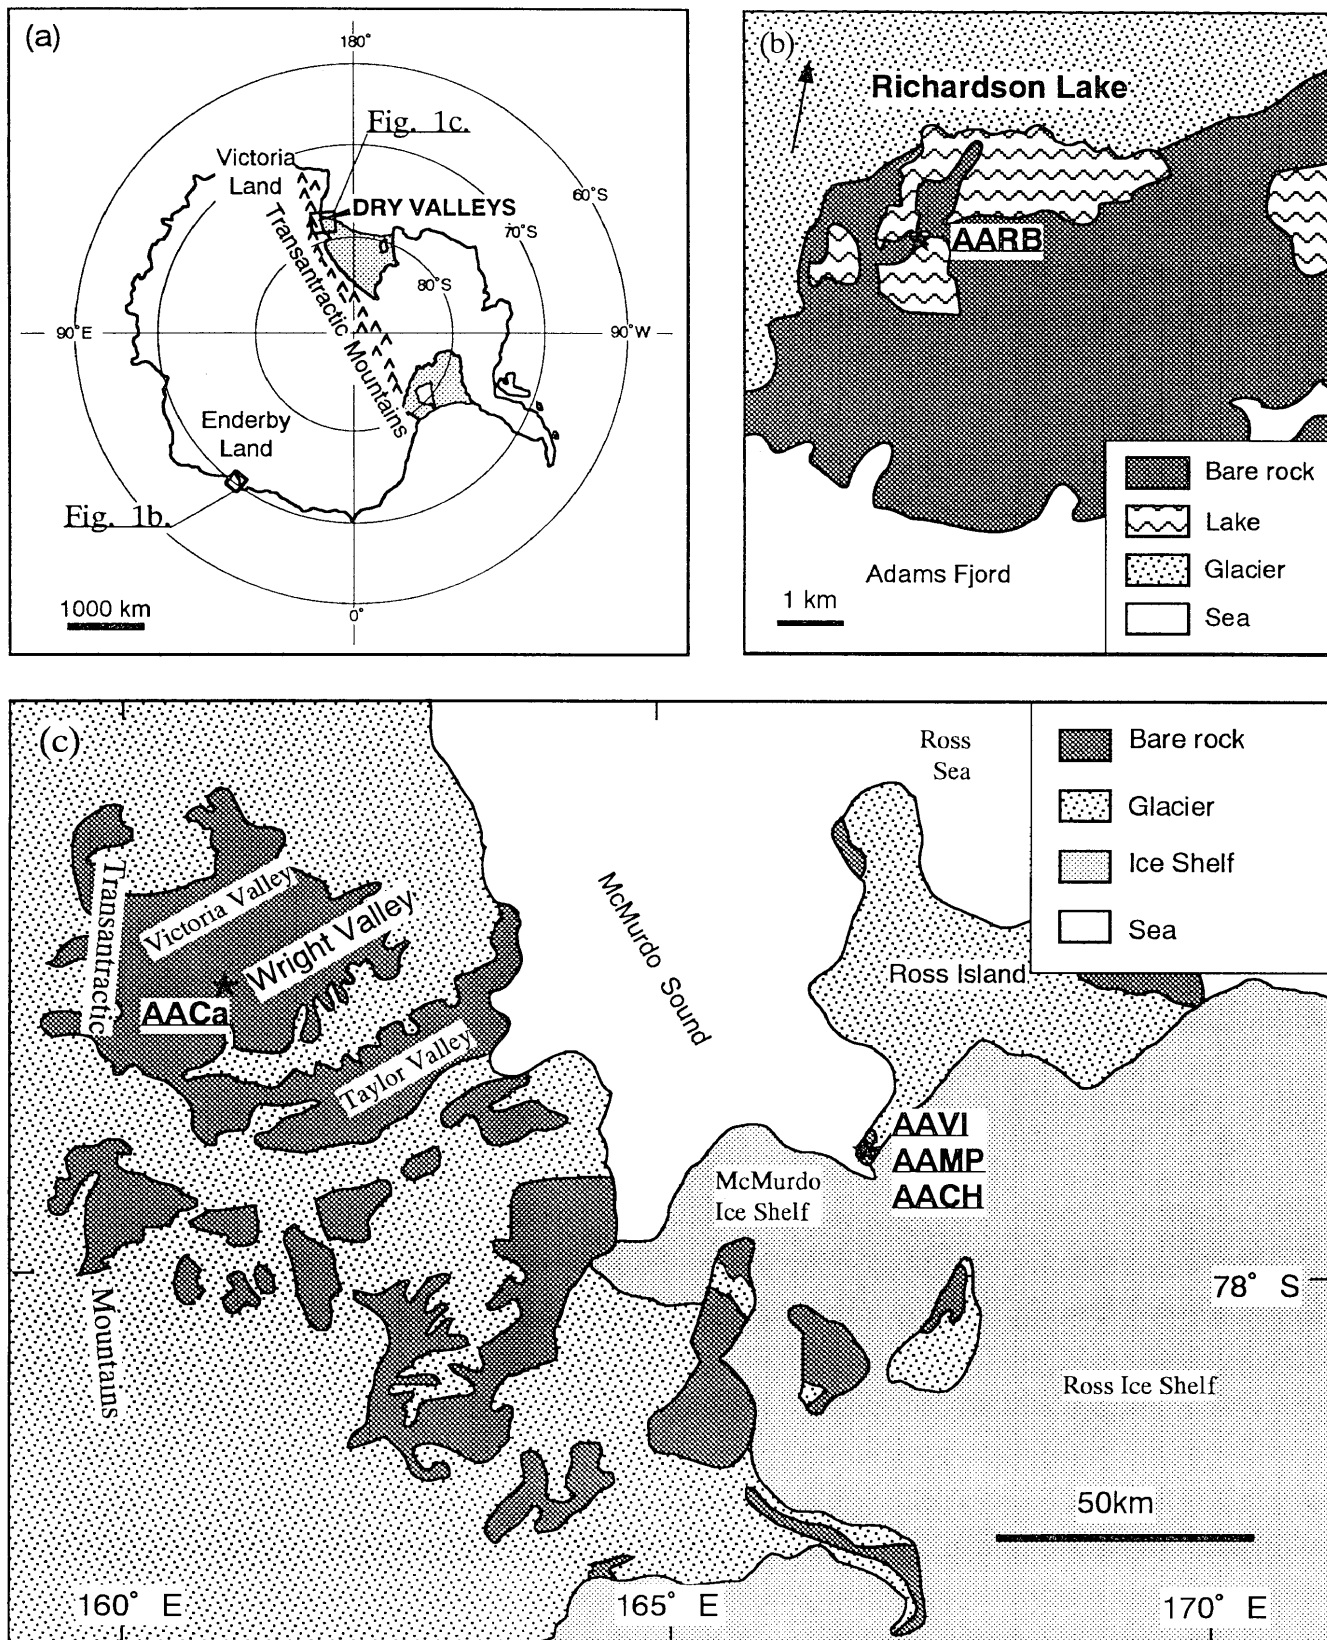 (a)
180°
Fig. 1c.
Victoria
Land
60°S
DRY VALLEYS
70°S
Transantractic Mountains
80°S
90°E
90°W
Enderby
Land
Fig. 1b.
1000 km
0°
(b)
Richardson Lake
AARB
Bare rock
Lake
Glacier
Sea
Adams Fjord
1 km
(c)
Ross
Sea
Bare rock
Glacier
Ice Shelf
Sea
Transantractic
Victoria Valley
Wright Valley
McMurdo Sound
Ross Island
AACa
Taylor Valley
AAVI
AAMP
AACH
McMurdo
Ice Shelf
78° S
Mountains
Ross Ice Shelf
50km
160° E
165° E
170° E